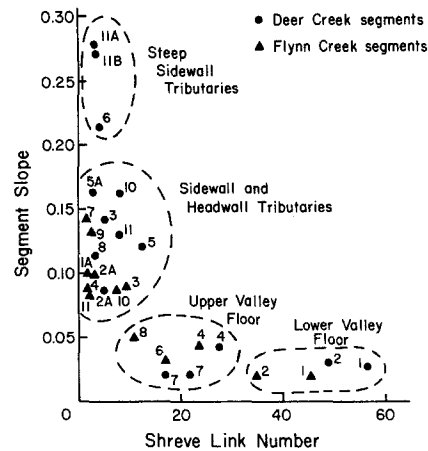 0.30
0.25
0.20
0.15
0.10
0.05
0
20
40
60
Segment Slope
Shreve Link Number
Deer Creek segments
Flynn Creek segments
11A
11B
6
Steep
Sidewall
Tributaries
5A
10
7
3
9
11
8
5
1A
2A
4
3
11
2A
10
Sidewall and
Headwall Tributaries
Upper Valley
Floor
8
4
4
6
7
7
Lower Valley
Floor
2
1
2
1